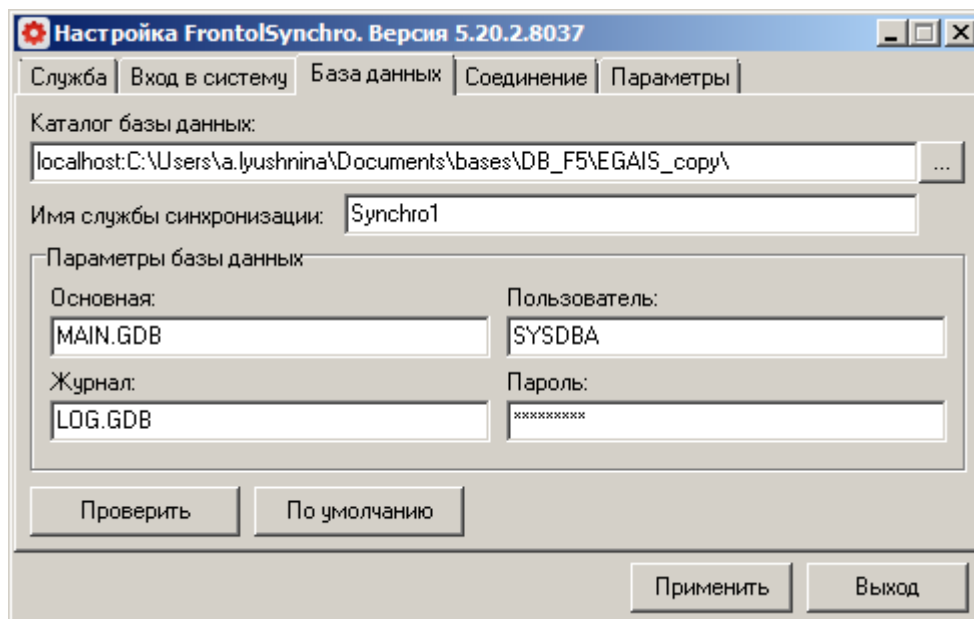 Настройка FrontolSynchro. Версия 5.20.2.8037
Служба Вход в систему База данных Соединение Параметры
Каталог базы данных:
localhost:C:\Users\a.lyushnina\Documents\bases\DB_F5\EGAIS_copy\ ...
Имя службы синхронизации: Synchro1
Параметры базы данных
Основная: Пользователь:
MAIN.GDB SYSDBA
Журнал: Пароль:
LOG.GDB *********
Проверить По умолчанию
Применить Выход